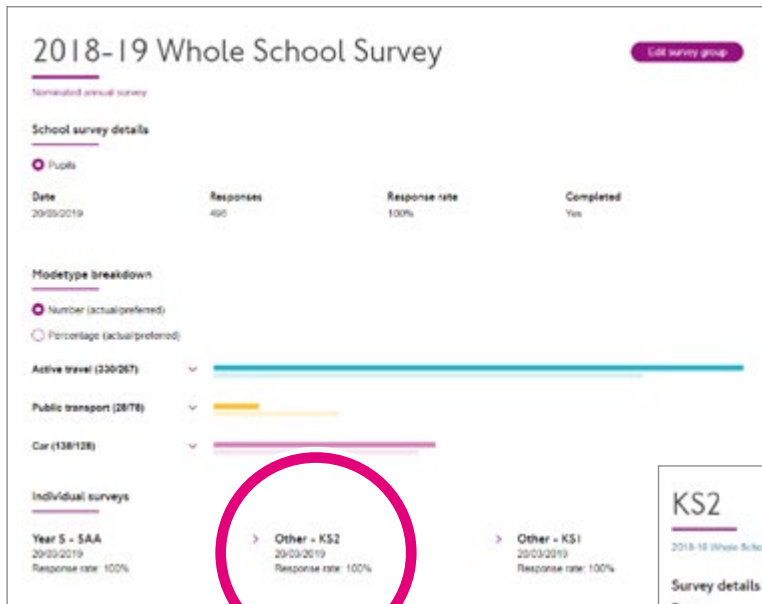 2018-19 Whole School Survey
Edit survey group
Nominated annual survey
School survey details
Pupils
Date Responses Response rate Completed
20/03/2019 100% Yes
Modetype breakdown
Number (actual/preferred)
Percentage (actual/preferred)
Active travel (330/267)
Public transport (28/78)
Car (138/128)
Individual surveys
Year 5 - SAA Other - KS2 Other - KS1
20/03/2019 20/03/2019 20/03/2019
Response rate: 100% Response rate: 100% Response rate: 100%
KS2
2018-19 Whole
Survey details